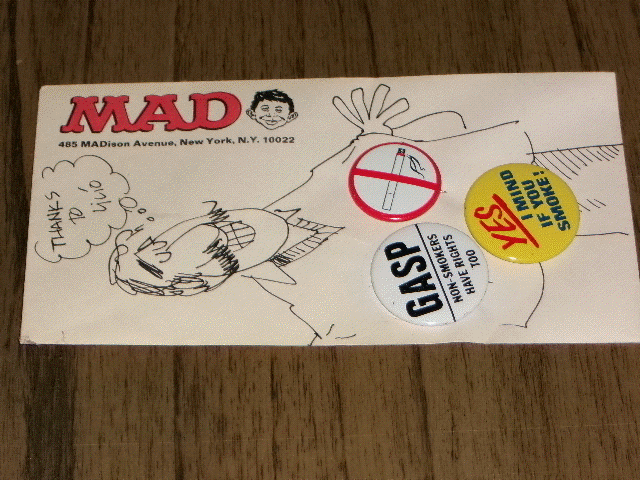 MAD
485 MADison Avenue, New York, N.Y. 10022
THANKS
TO
YES
I MIND
IF YOU
SMOKE!
GASP
NON-SMOKERS
HAVE RIGHTS
TOO